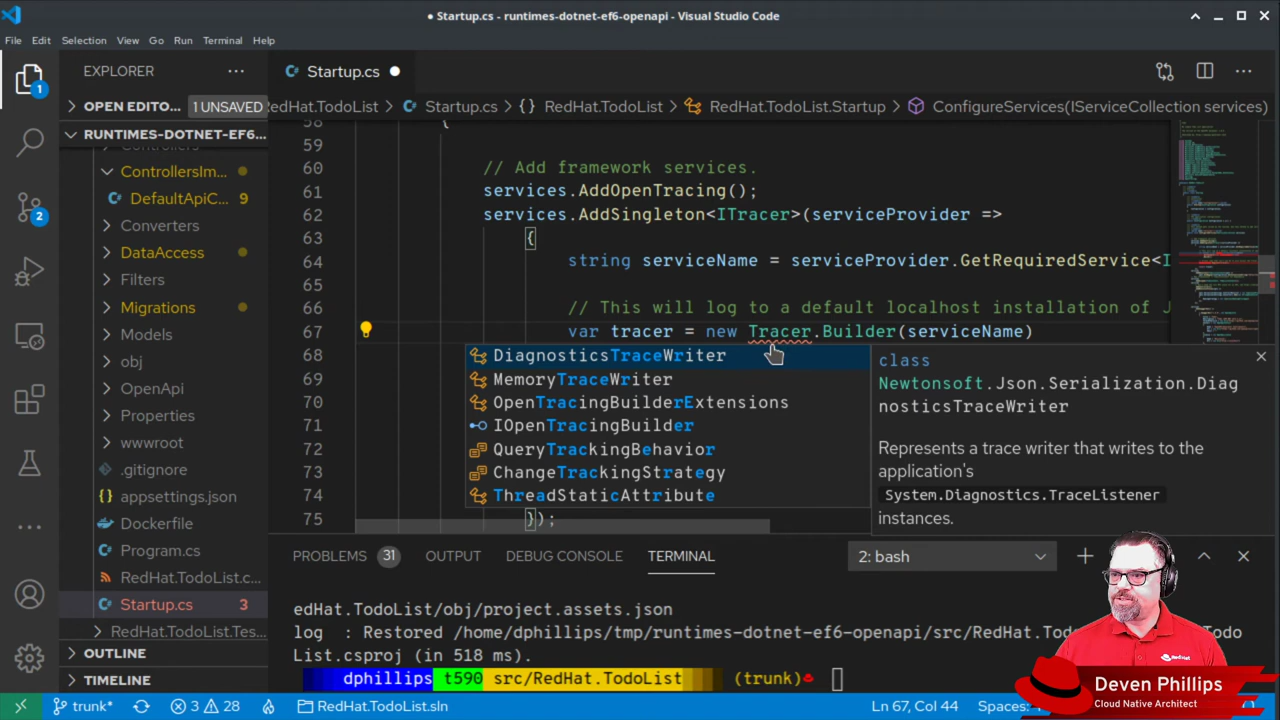 ● Startup.cs - runtimes-dotnet-ef6-openapi - Visual Studio Code
File Edit Selection View Go Run Terminal Help
EXPLORER
Startup.cs
OPEN EDITO... 1 UNSAVED
RUNTIMES-DOTNET-EF6...
Controllers
ControllersIm...
DefaultApiC... 9
Converters
DataAccess
Filters
Migrations
Models
obj
OpenApi
Properties
wwwroot
.gitignore
appsettings.json
Dockerfile
Program.cs
RedHat.TodoList.c...
Startup.cs 3
RedHat.TodoList.Tes...
OUTLINE
TIMELINE
1
2
RedHat.TodoList > Startup.cs > {} RedHat.TodoList > RedHat.TodoList.Startup > ConfigureServices(IServiceCollection services)
58 {
59
60 // Add framework services.
61 services.AddOpenTracing();
62 services.AddSingleton<ITracer>(serviceProvider =>
63 {
64 string serviceName = serviceProvider.GetRequiredService<I
65
66 // This will log to a default localhost installation of J
67 var tracer = new Tracer.Builder(serviceName)
68
69
70
71
72
73
74
75 });
DiagnosticsTraceWriter
MemoryTraceWriter
OpenTracingBuilderExtensions
IOpenTracingBuilder
QueryTrackingBehavior
ChangeTrackingStrategy
ThreadStaticAttribute
class
Newtonsoft.Json.Serialization.Diag
nosticsTraceWriter
Represents a trace writer that writes to the
application's
System.Diagnostics.TraceListener
instances.
PROBLEMS 31 OUTPUT DEBUG CONSOLE TERMINAL 2: bash
edHat.TodoList/obj/project.assets.json
log : Restored /home/dphillips/tmp/runtimes-dotnet-ef6-openapi/src/RedHat.To
List.csproj (in 518 ms).
dphillips t590 src/RedHat.TodoList (trunk)
RedHat
Deven Phillips
Cloud Native Architect
trunk* 3 28 RedHat.TodoList.sln Ln 67, Col 44 Spaces: